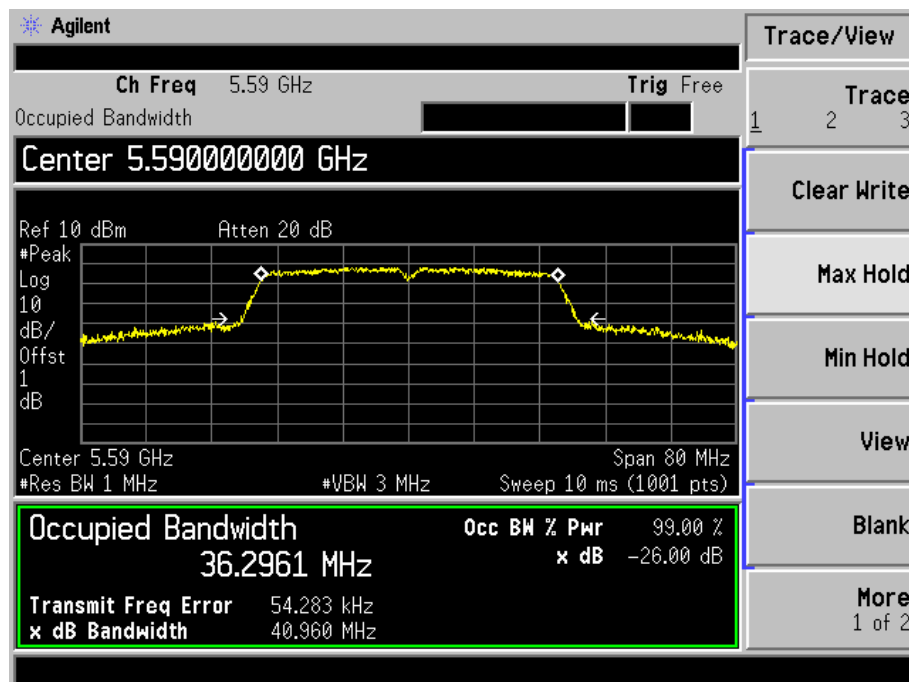 Agilent
Trace/View
Ch Freq 5.59 GHz Trig Free
Occupied Bandwidth
Trace
1 2 3
Center 5.590000000 GHz
Clear Write
Ref 10 dBm Atten 20 dB
#Peak
Log
10
dB/
Offst
1
dB
Max Hold
Min Hold
View
Center 5.59 GHz Span 80 MHz
#Res BW 1 MHz #VBW 3 MHz Sweep 10 ms (1001 pts)
Occupied Bandwidth Occ BW % Pwr 99.00 %
36.2961 MHz x dB -26.00 dB
Blank
Transmit Freq Error 54.283 kHz
x dB Bandwidth 40.960 MHz
More
1 of 2